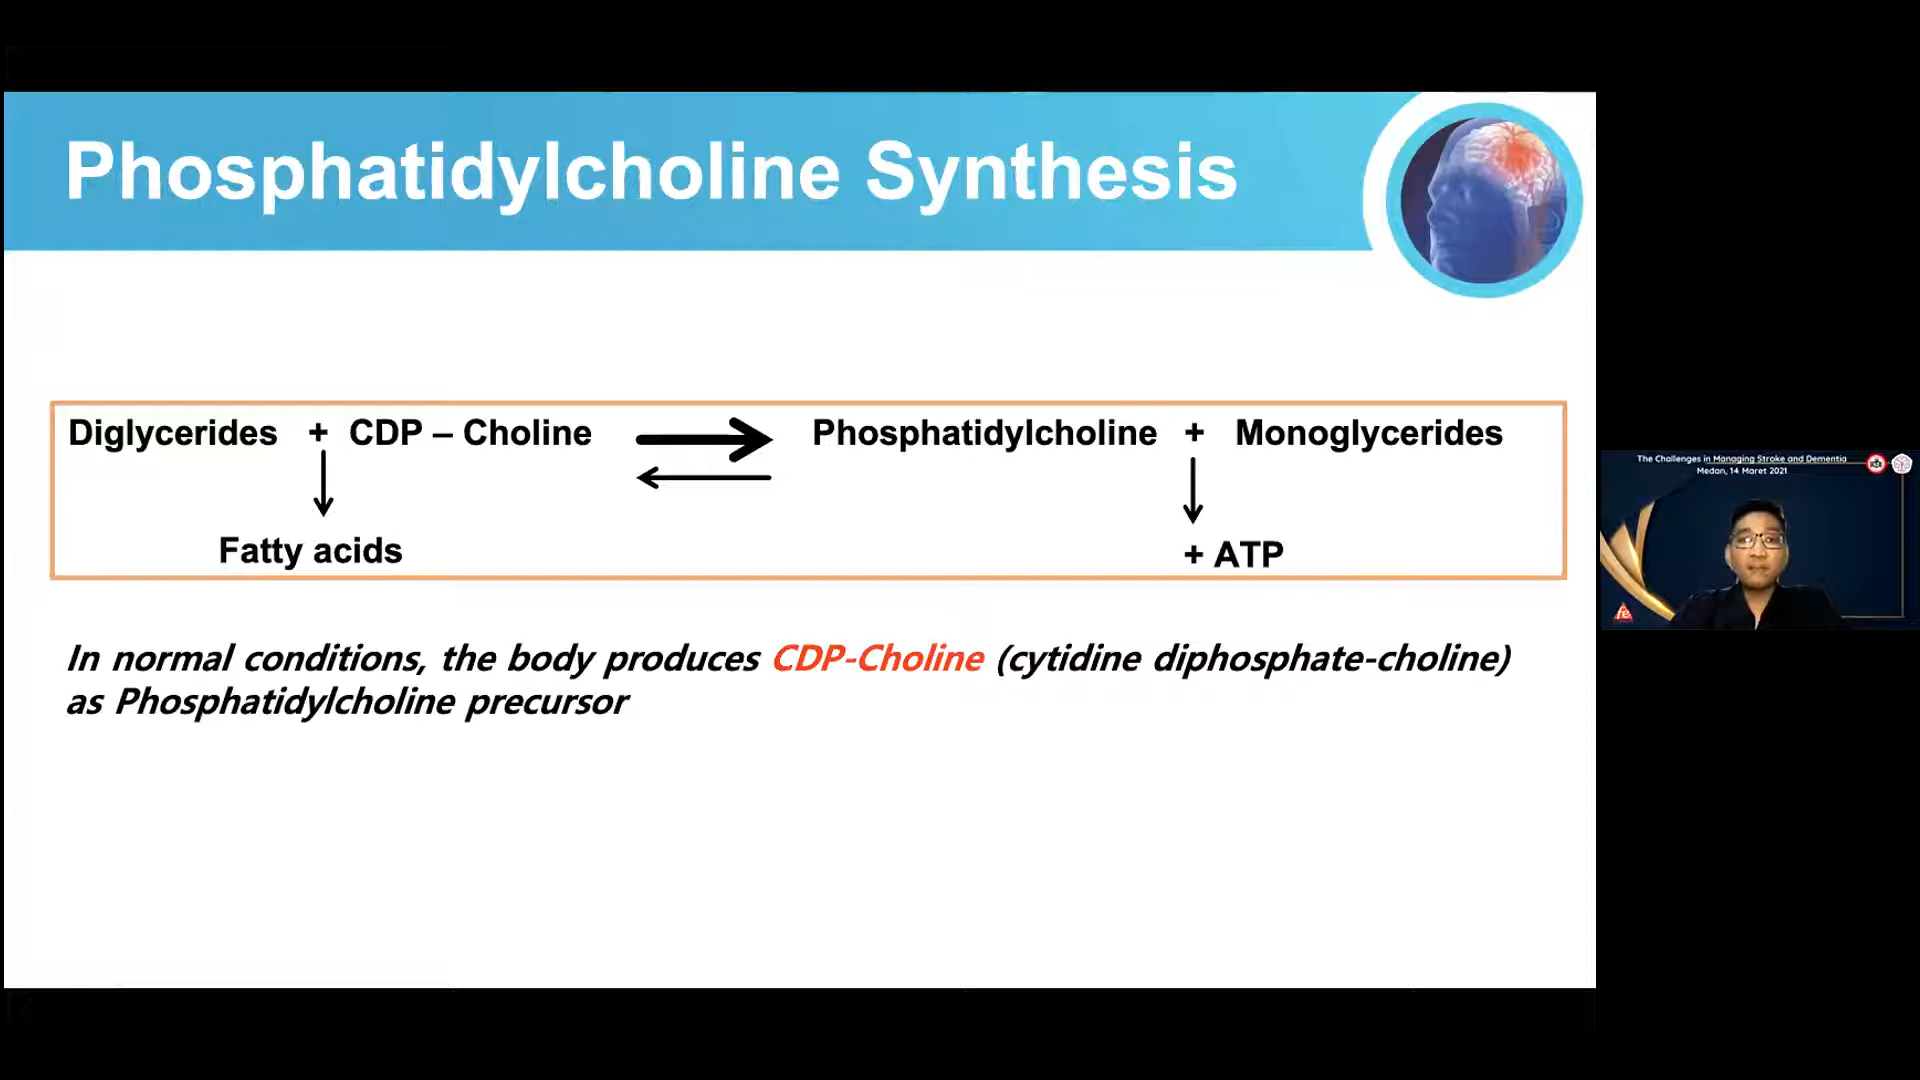 Phosphatidylcholine Synthesis
Diglycerides + CDP – Choline Phosphatidylcholine + Monoglycerides
Fatty acids + ATP
In normal conditions, the body produces CDP-Choline (cytidine diphosphate-choline)
as Phosphatidylcholine precursor
The Challenges in Managing Stroke and Dementia
Medan, 14 Maret 2021